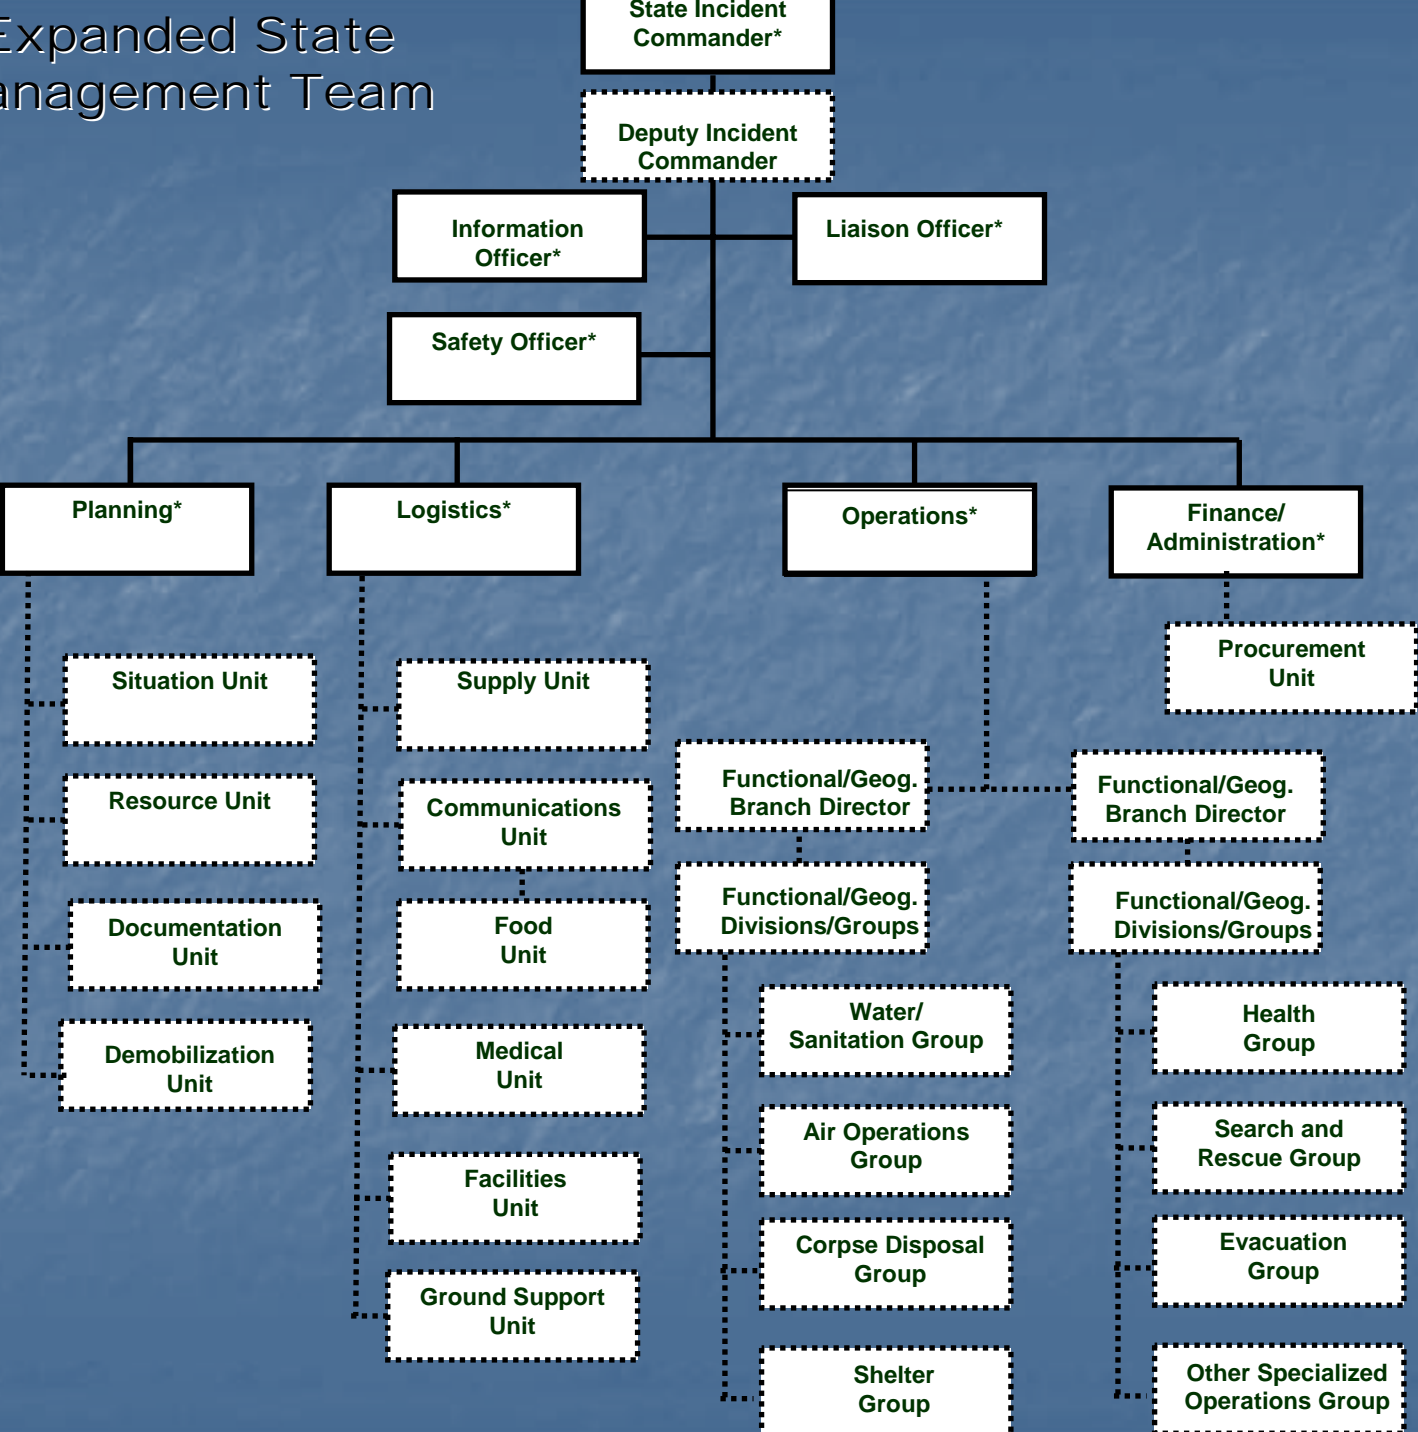 Expanded State
anagement Team
State Incident
Commander*
Deputy Incident
Commander
Information
Officer*
Liaison Officer*
Safety Officer*
Planning*
Logistics*
Operations*
Finance/
Administration*
Procurement
Unit
Situation Unit
Resource Unit
Documentation
Unit
Demobilization
Unit
Supply Unit
Communications
Unit
Food
Unit
Medical
Unit
Facilities
Unit
Ground Support
Unit
Functional/Geog.
Branch Director
Functional/Geog.
Divisions/Groups
Water/
Sanitation Group
Air Operations
Group
Corpse Disposal
Group
Shelter
Group
Functional/Geog.
Branch Director
Functional/Geog.
Divisions/Groups
Health
Group
Search and
Rescue Group
Evacuation
Group
Other Specialized
Operations Group